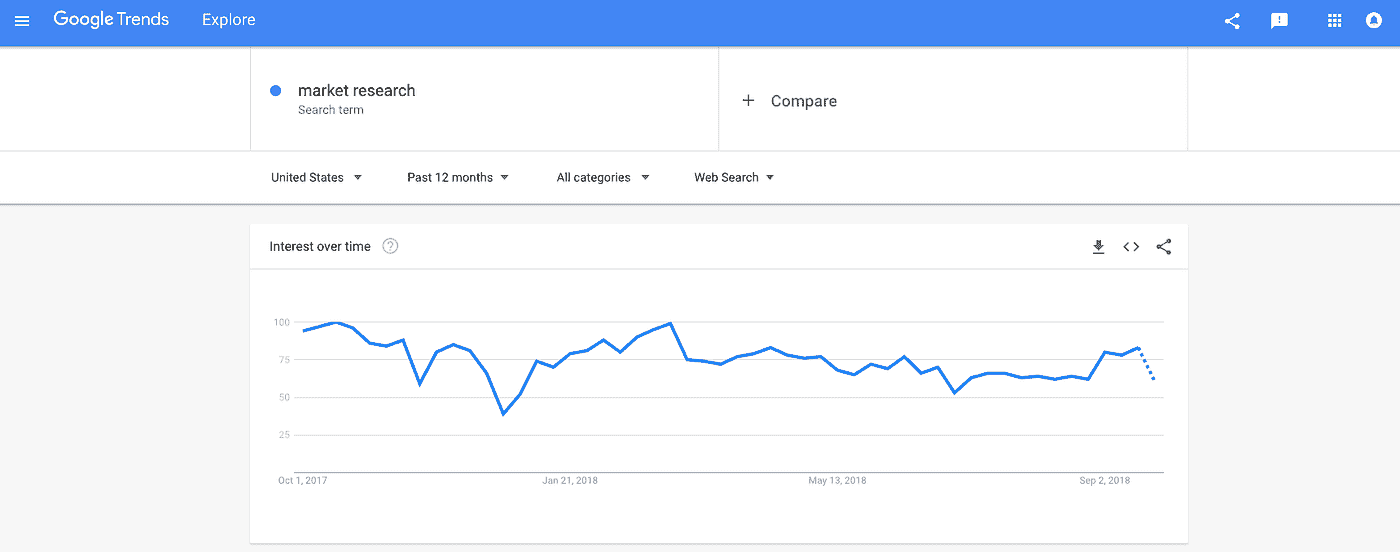 Google Trends Explore
market research
Search term
+ Compare
United States Past 12 months All categories Web Search
Interest over time ?
100
75
50
25
Oct 1, 2017 Jan 21, 2018 May 13, 2018 Sep 2, 2018